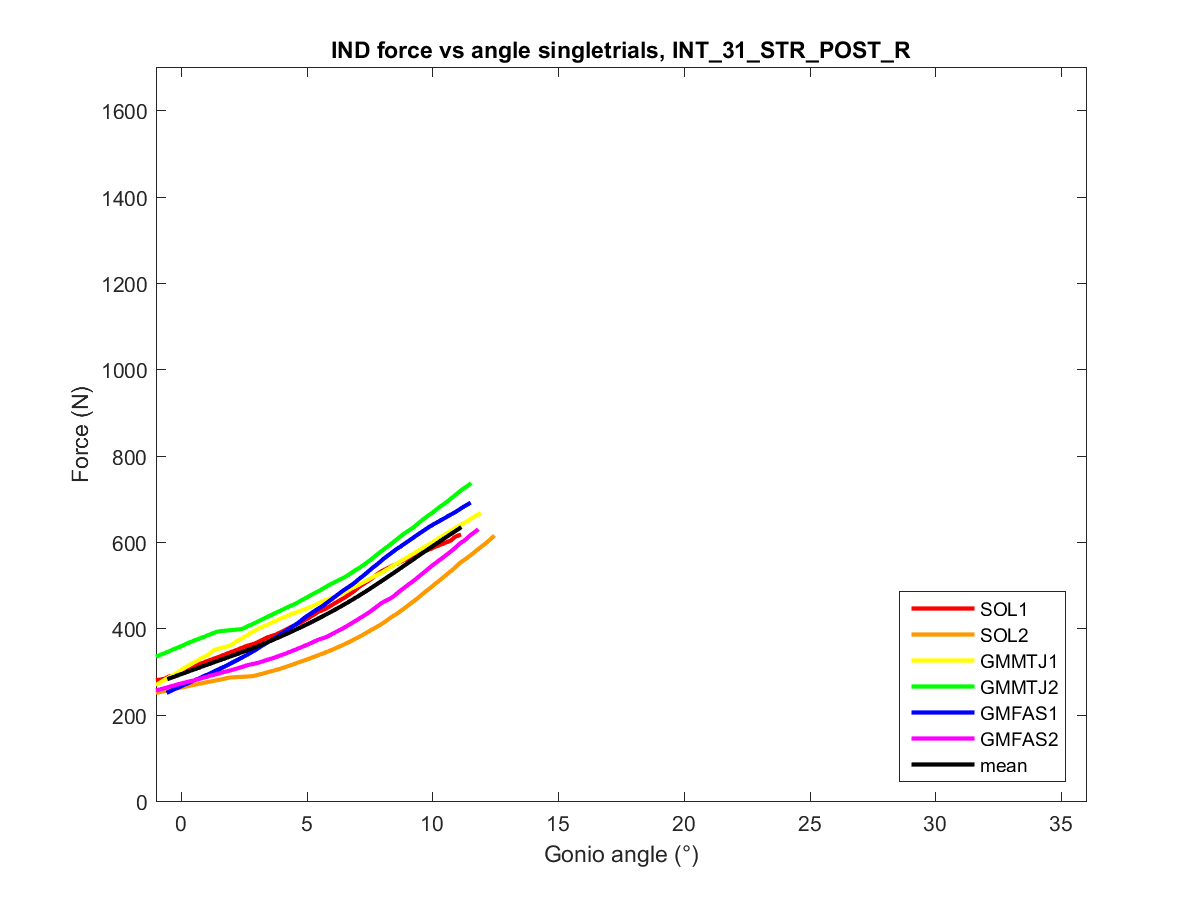 IND force vs angle singletrials, INT_31_STR_POST_R
1600
1400
1200
1000
800
600
400
200
0
Force (N)
0 5 10 15 20 25 30 35
Gonio angle (°)
SOL1
SOL2
GMMTJ1
GMMTJ2
GMFAS1
GMFAS2
mean